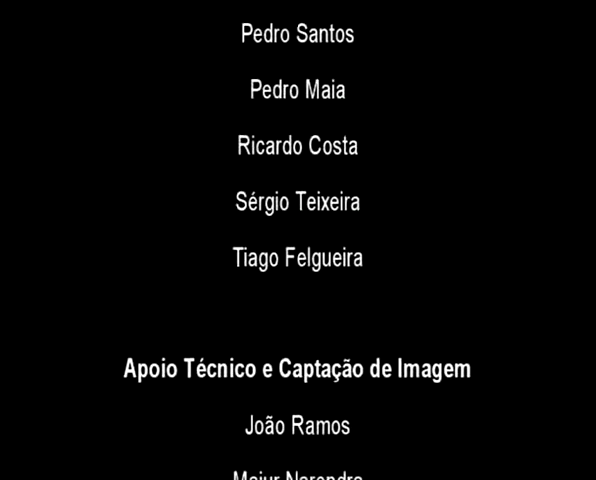 Pedro Santos
Pedro Maia
Ricardo Costa
Sérgio Teixeira
Tiago Felgueira
Apoio Técnico e Captação de Imagem
João Ramos